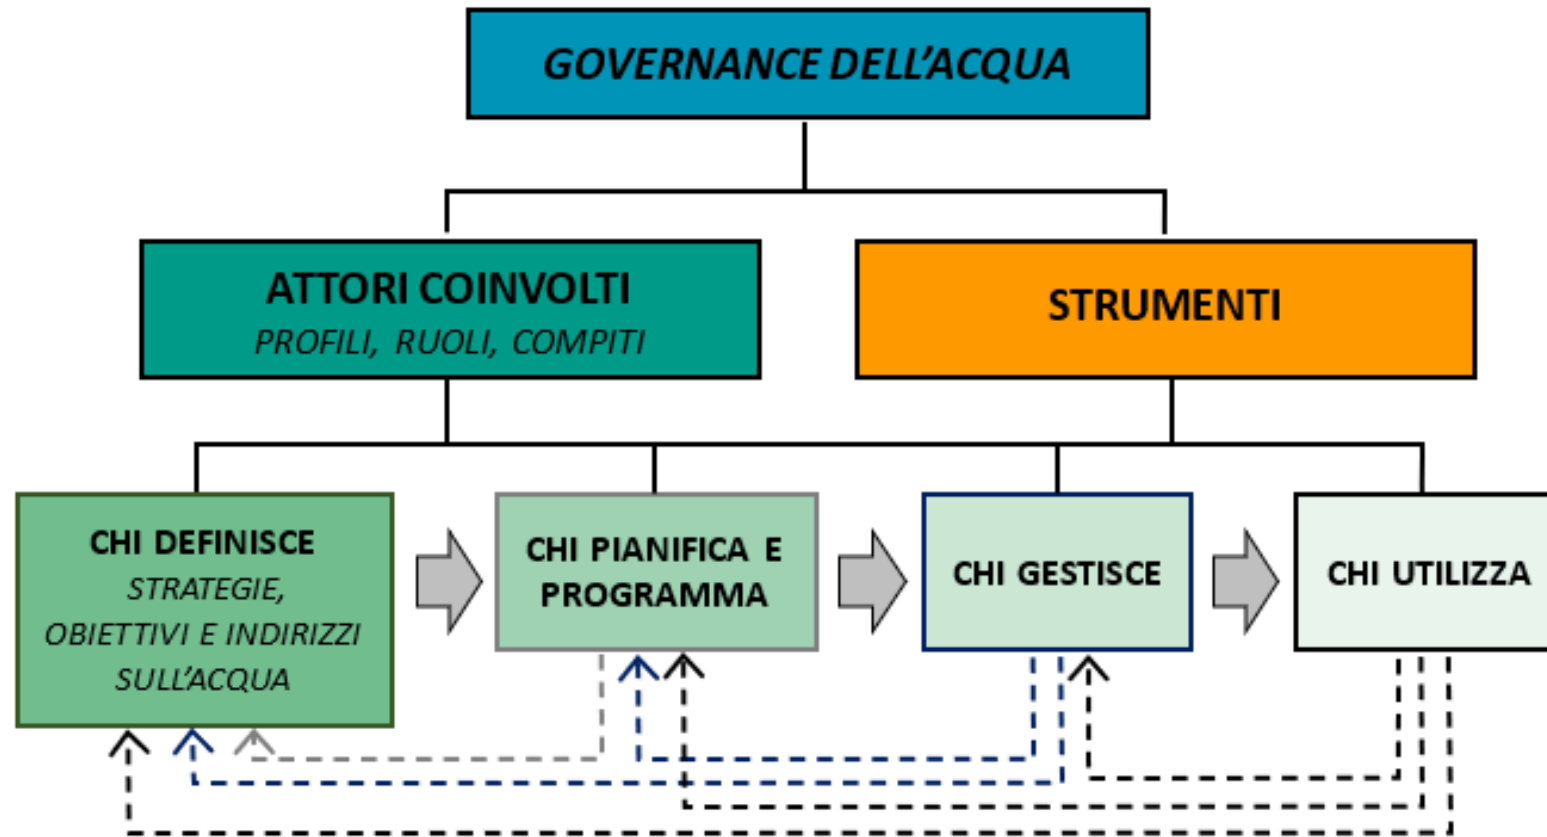 GOVERNANCE DELL'ACQUA
ATTORI COINVOLTI
PROFILI, RUOLI, COMPITI
STRUMENTI
CHI DEFINISCE
STRATEGIE,
OBIETTIVI E INDIRIZZI
SULL'ACQUA
CHI PIANIFICA E
PROGRAMMA
CHI GESTISCE
CHI UTILIZZA